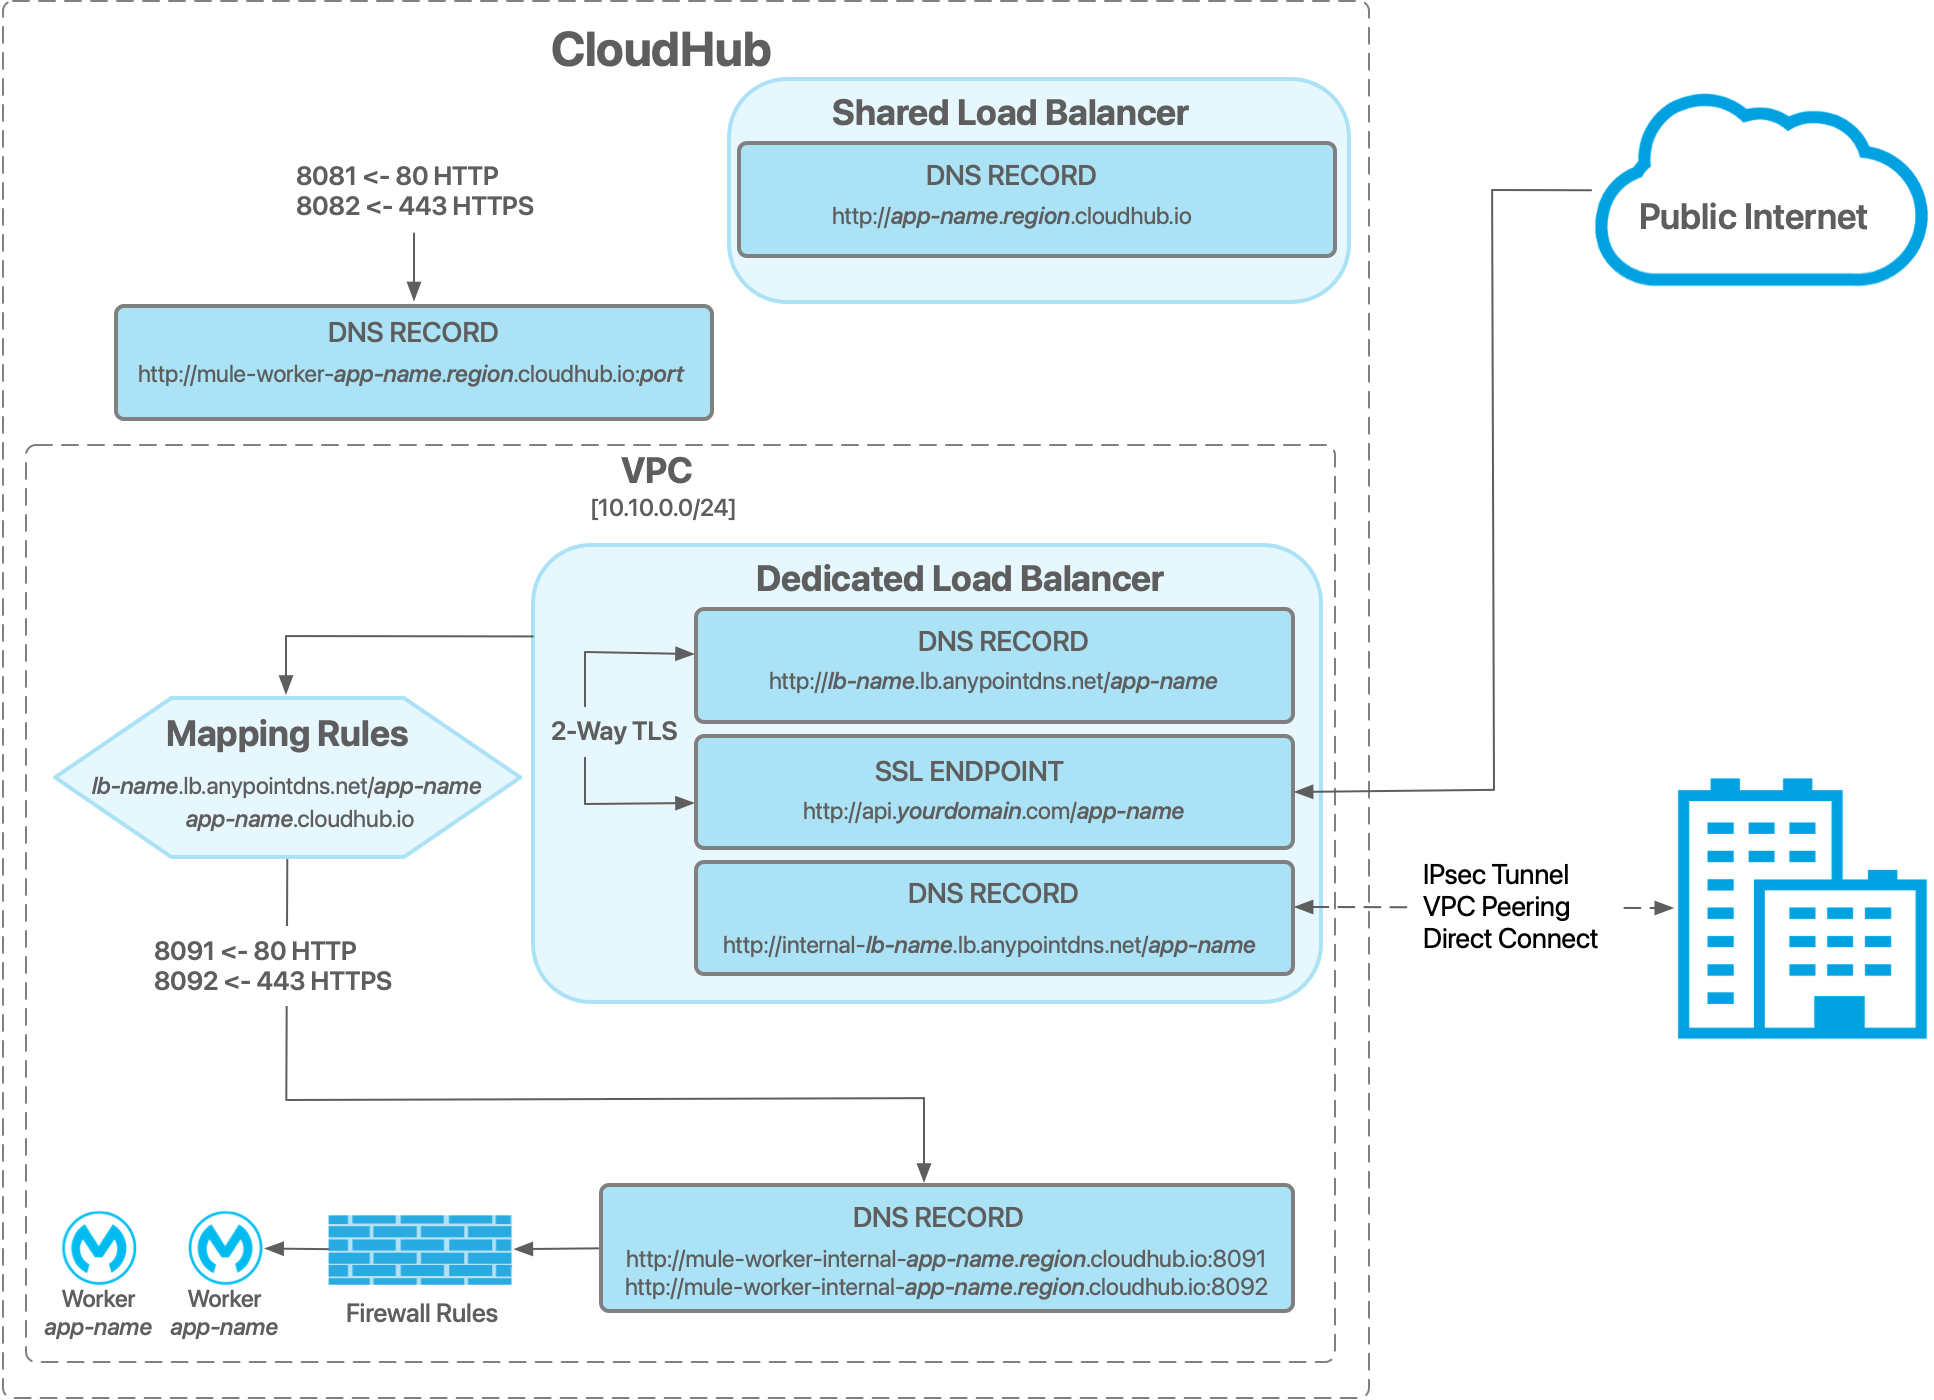 CloudHub
Shared Load Balancer
DNS RECORD
http://app-name.region.cloudhub.io
8081 <- 80 HTTP
8082 <- 443 HTTPS
DNS RECORD
http://mule-worker-app-name.region.cloudhub.io:port
Public Internet
VPC
[10.10.0.0/24]
Dedicated Load Balancer
DNS RECORD
http://lb-name.lb.anypointdns.net/app-name
2-Way TLS
SSL ENDPOINT
http://api.yourdomain.com/app-name
DNS RECORD
http://internal-lb-name.lb.anypointdns.net/app-name
IPsec Tunnel
VPC Peering
Direct Connect
Mapping Rules
lb-name.lb.anypointdns.net/app-name
app-name.cloudhub.io
8091 <- 80 HTTP
8092 <- 443 HTTPS
DNS RECORD
http://mule-worker-internal-app-name.region.cloudhub.io:8091
http://mule-worker-internal-app-name.region.cloudhub.io:8092
Firewall Rules
Worker
app-name
Worker
app-name